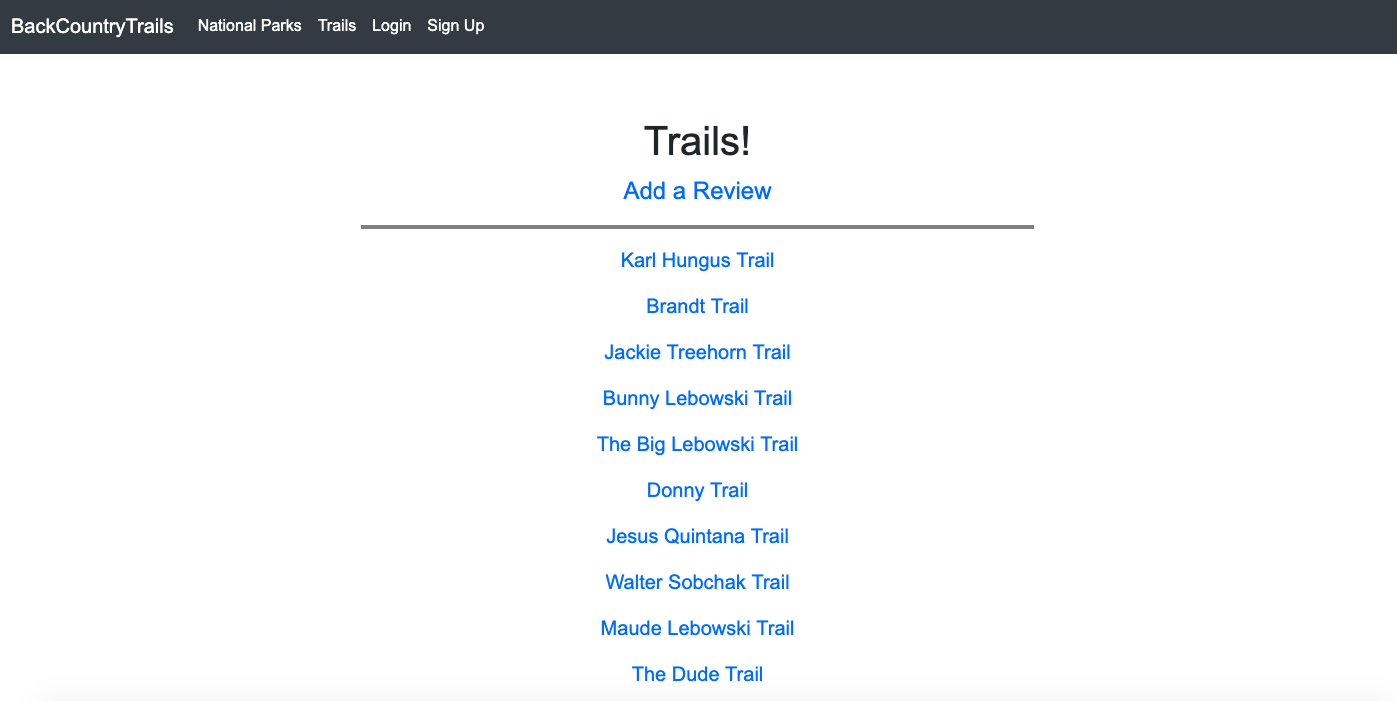 BackCountryTrails National Parks Trails Login Sign Up
Trails!
Add a Review
Karl Hungus Trail
Brandt Trail
Jackie Treehorn Trail
Bunny Lebowski Trail
The Big Lebowski Trail
Donny Trail
Jesus Quintana Trail
Walter Sobchak Trail
Maude Lebowski Trail
The Dude Trail